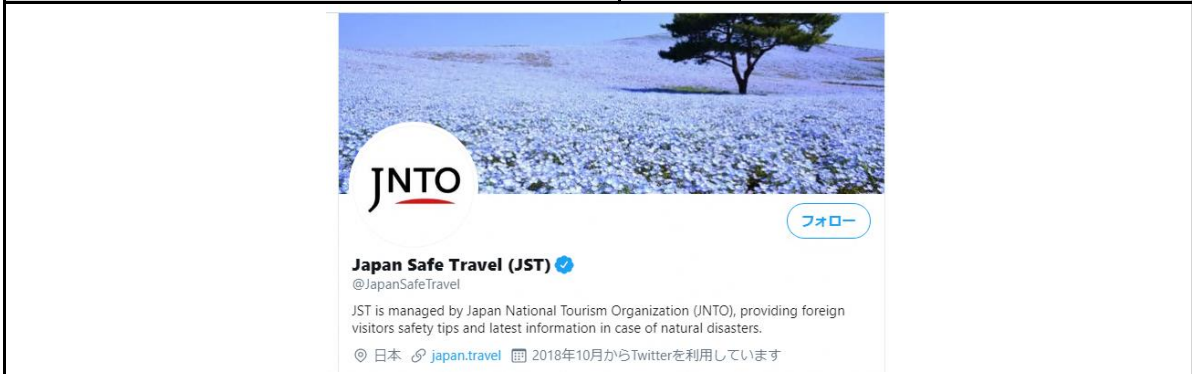 JNTO
フォロー
Japan Safe Travel (JST)
@JapanSafeTravel
JST is managed by Japan National Tourism Organization (JNTO), providing foreign
visitors safety tips and latest information in case of natural disasters.
日本 japan.travel 2018年10月からTwitterを利用しています